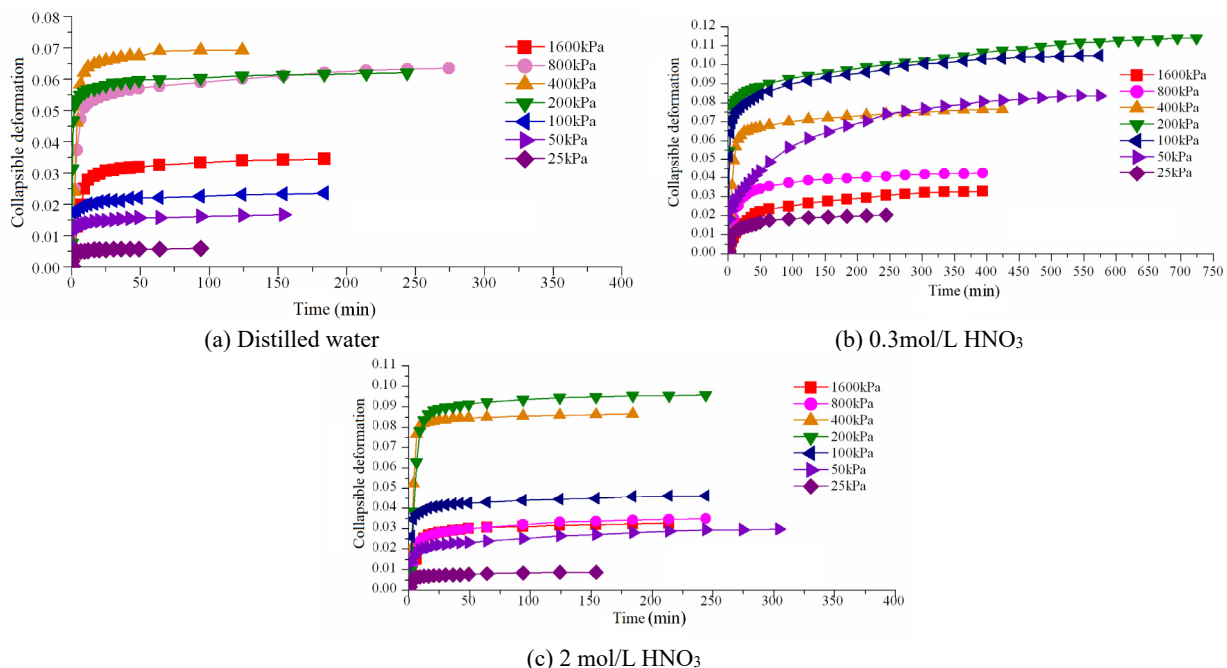 Collapsible deformation
0.07
0.06
0.05
0.04
0.03
0.02
0.01
0.00
0 50 100 150 200 250 300 350 400
Time (min)
1600kPa
800kPa
400kPa
200kPa
100kPa
50kPa
25kPa
(a) Distilled water
Collapsible deformation
0.12
0.11
0.10
0.09
0.08
0.07
0.06
0.05
0.04
0.03
0.02
0.01
0.00
0 50 100 150 200 250 300 350 400 450 500 550 600 650 700 750
Time (min)
1600kPa
800kPa
400kPa
200kPa
100kPa
50kPa
25kPa
(b) 0.3mol/L HNO₃
Collapsible deformation
0.11
0.10
0.09
0.08
0.07
0.06
0.05
0.04
0.03
0.02
0.01
0.00
0 50 100 150 200 250 300 350 400
Time (min)
1600kPa
800kPa
400kPa
200kPa
100kPa
50kPa
25kPa
(c) 2 mol/L HNO₃